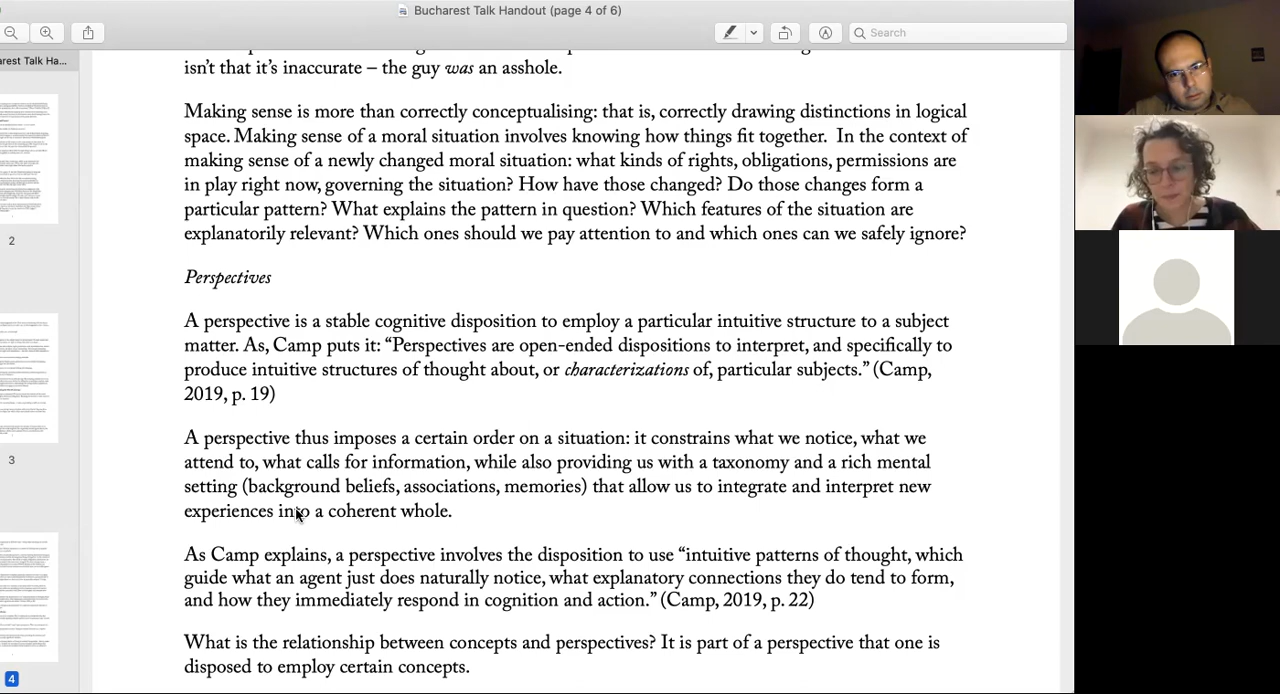 Bucharest Talk Handout (page 4 of 6)
Search
arest Talk Ha...
2
3
4
isn't that it's inaccurate – the guy was an asshole.
Making sense is more than correctly conceptualising: that is, correctly drawing distinctions in logical
space. Making sense of a moral situation involves knowing how things fit together. In the context of
making sense of a newly changed moral situation: what kinds of rights, obligations, permissions are
in play right now, governing the situation? How have those changed? Do those changes form a
particular pattern? What explains the pattern in question? Which features of the situation are
explanatorily relevant? Which ones should we pay attention to and which ones can we safely ignore?
Perspectives
A perspective is a stable cognitive disposition to employ a particular intuitive structure to a subject
matter. As, Camp puts it: “Perspectives are open-ended dispositions to interpret, and specifically to
produce intuitive structures of thought about, or characterizations of, particular subjects.” (Camp,
2019, p. 19)
A perspective thus imposes a certain order on a situation: it constrains what we notice, what we
attend to, what calls for information, while also providing us with a taxonomy and a rich mental
setting (background beliefs, associations, memories) that allow us to integrate and interpret new
experiences into a coherent whole.
As Camp explains, a perspective involves the disposition to use “intuitive patterns of thought, which
guide what an agent just does naturally notice, what explanatory connections they do tend to form,
and how they immediately respond in cognition and action.” (Camp, 2019, p. 22)
What is the relationship between concepts and perspectives? It is part of a perspective that one is
disposed to employ certain concepts.